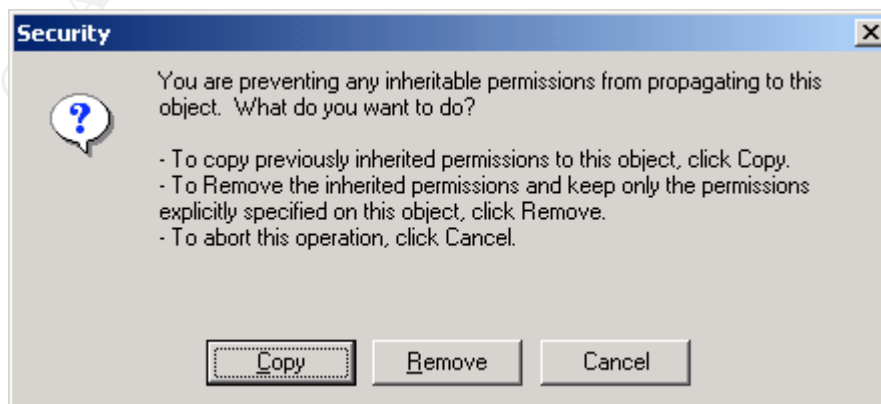 Security
You are preventing any inheritable permissions from propagating to this
object. What do you want to do?
- To copy previously inherited permissions to this object, click Copy.
- To Remove the inherited permissions and keep only the permissions
explicitly specified on this object, click Remove.
- To abort this operation, click Cancel.
Copy Remove Cancel